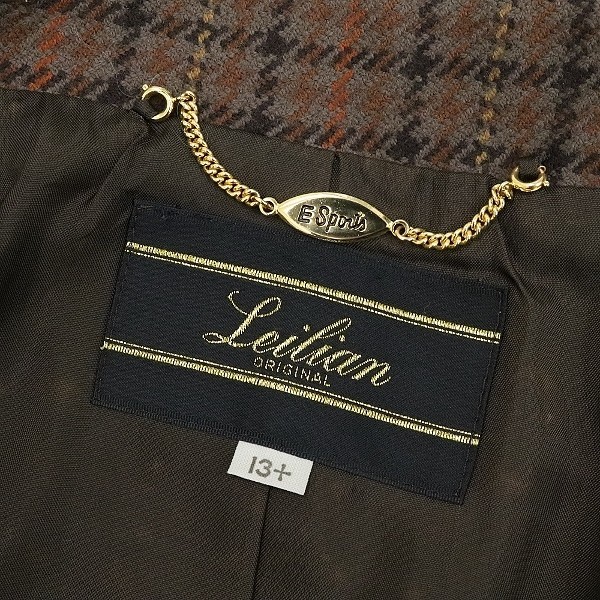 E Sports
Leilian
ORIGINAL
13+